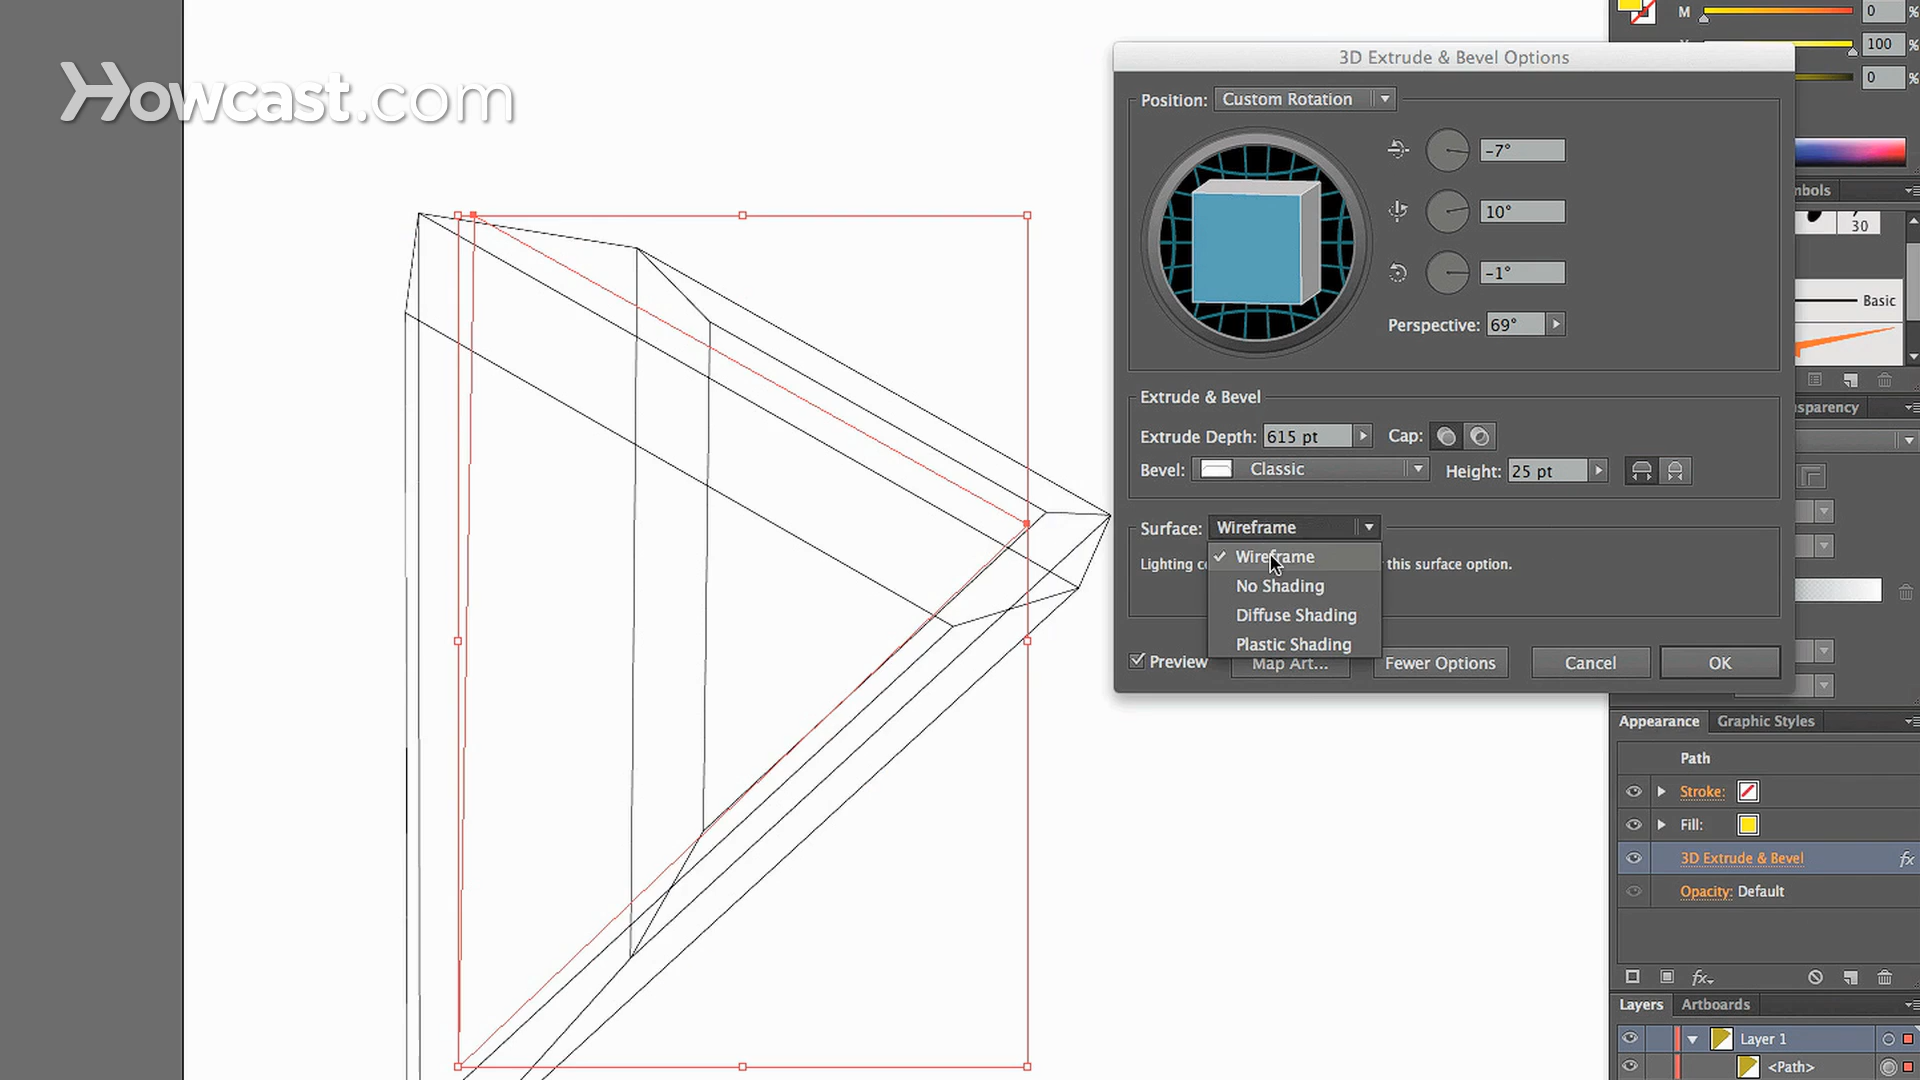 Howcast.com
M 0 %
100 %
0 %
3D Extrude & Bevel Options
Position: Custom Rotation
-7°
10°
-1°
Perspective: 69°
30
Basic
Extrude & Bevel
Extrude Depth: 615 pt Cap:
Bevel: Classic Height: 25 pt
Surface: Wireframe
Wireframe
Lighting this surface option.
No Shading
Diffuse Shading
Plastic Shading
Preview Map Art... Fewer Options Cancel OK
Appearance Graphic Styles
Path
Stroke:
Fill:
3D Extrude & Bevel fx
Opacity: Default
fx
Layers Artboards
Layer 1
<Path>